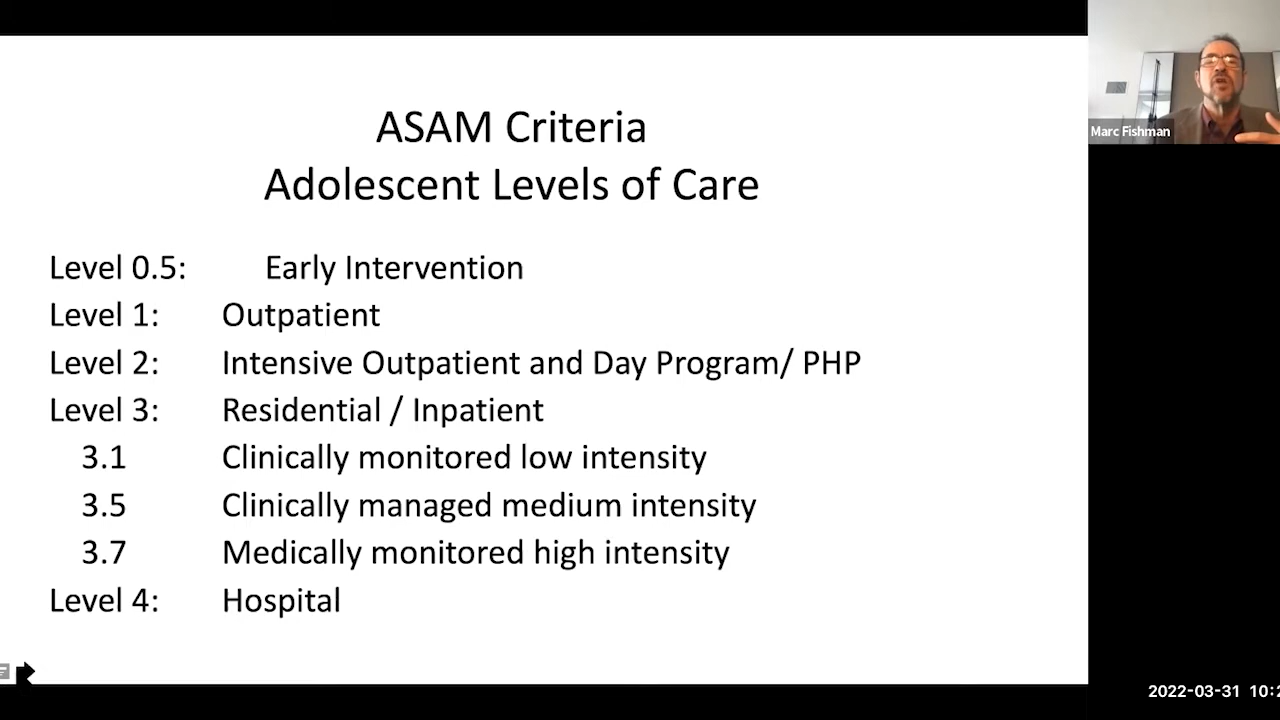 ASAM Criteria
Adolescent Levels of Care
Level 0.5: Early Intervention
Level 1: Outpatient
Level 2: Intensive Outpatient and Day Program/ PHP
Level 3: Residential / Inpatient
3.1 Clinically monitored low intensity
3.5 Clinically managed medium intensity
3.7 Medically monitored high intensity
Level 4: Hospital
Marc Fishman
2022-03-31